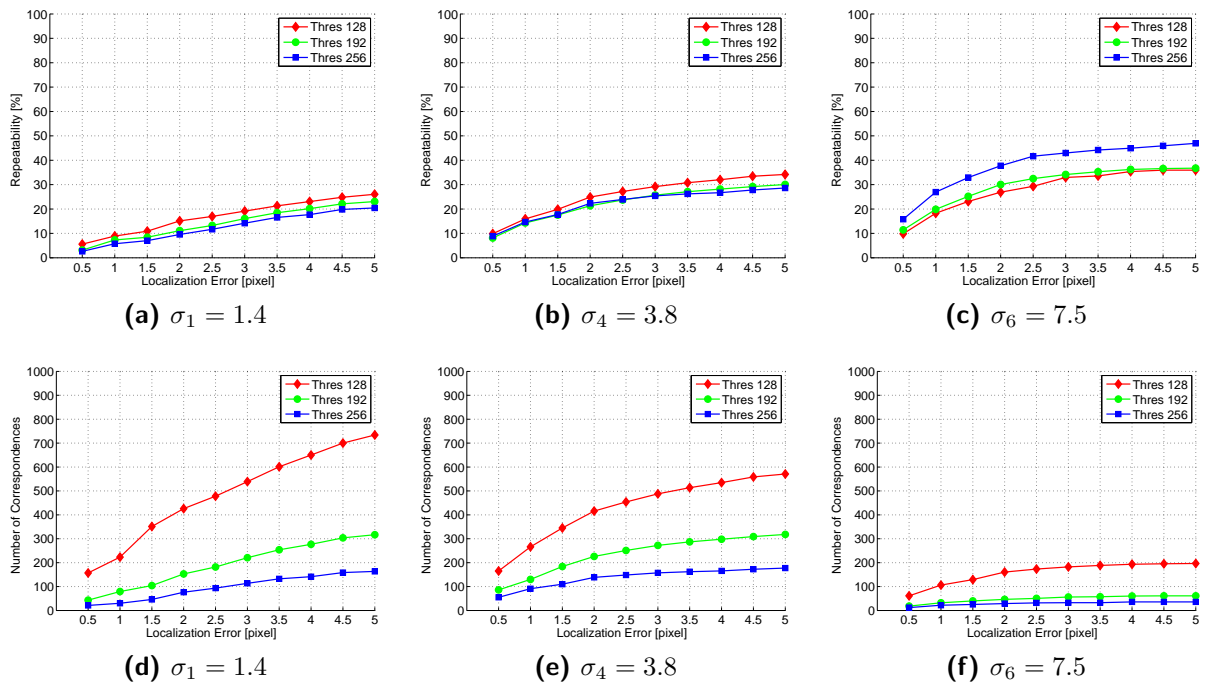 Repeatability [%]
100
90
80
70
60
50
40
30
20
10
0
Thres 128
Thres 192
Thres 256
0.5 1 1.5 2 2.5 3 3.5 4 4.5 5
Localization Error [pixel]
(a) σ1 = 1.4
Repeatability [%]
100
90
80
70
60
50
40
30
20
10
0
Thres 128
Thres 192
Thres 256
0.5 1 1.5 2 2.5 3 3.5 4 4.5 5
Localization Error [pixel]
(b) σ4 = 3.8
Repeatability [%]
100
90
80
70
60
50
40
30
20
10
0
Thres 128
Thres 192
Thres 256
0.5 1 1.5 2 2.5 3 3.5 4 4.5 5
Localization Error [pixel]
(c) σ6 = 7.5
Number of Correspondences
1000
900
800
700
600
500
400
300
200
100
0
Thres 128
Thres 192
Thres 256
0.5 1 1.5 2 2.5 3 3.5 4 4.5 5
Localization Error [pixel]
(d) σ1 = 1.4
Number of Correspondences
1000
900
800
700
600
500
400
300
200
100
0
Thres 128
Thres 192
Thres 256
0.5 1 1.5 2 2.5 3 3.5 4 4.5 5
Localization Error [pixel]
(e) σ4 = 3.8
Number of Correspondences
1000
900
800
700
600
500
400
300
200
100
0
Thres 128
Thres 192
Thres 256
0.5 1 1.5 2 2.5 3 3.5 4 4.5 5
Localization Error [pixel]
(f) σ6 = 7.5